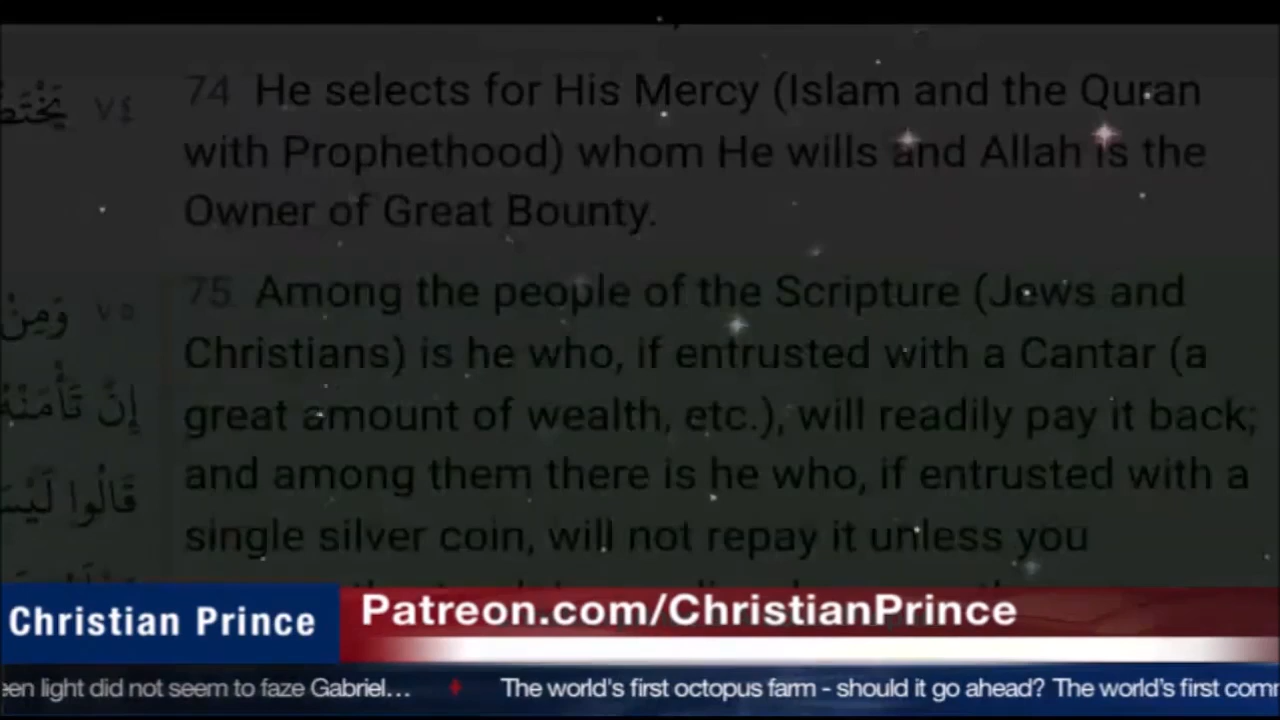 74 He selects for His Mercy (Islam and the Quran
with Prophethood) whom He wills and Allah is the
Owner of Great Bounty.
٧٤
75 Among the people of the Scripture (Jews and
Christians) is he who, if entrusted with a Cantar (a
great amount of wealth, etc.), will readily pay it back;
and among them there is he who, if entrusted with a
single silver coin, will not repay it unless you
وَمِنْ ٧٥
إِنْ تَأْمَنْهُ
قَالُوا
Christian Prince
Patreon.com/ChristianPrince
een light did not seem to faze Gabriel... The world's first octopus farm - should it go ahead? The world's first com